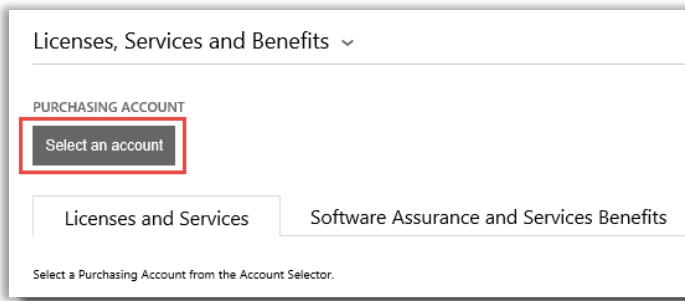 Licenses, Services and Benefits
PURCHASING ACCOUNT
Select an account
Licenses and Services
Software Assurance and Services Benefits
Select a Purchasing Account from the Account Selector.